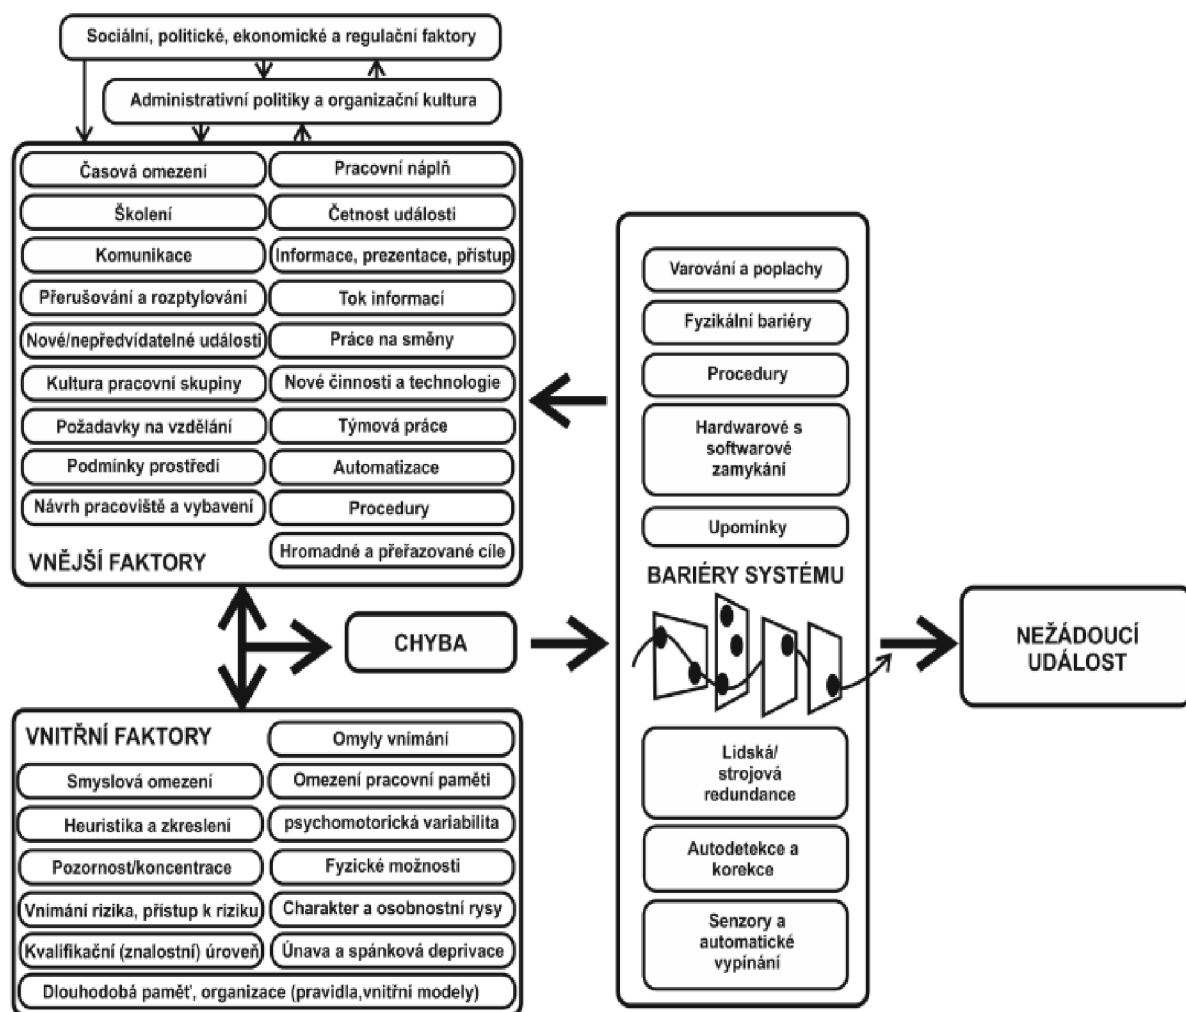 Sociální, politické, ekonomické a regulační faktory
Administrativní politiky a organizační kultura
Časová omezení
Pracovní náplň
Školení
Četnost události
Komunikace
Informace, prezentace, přístup
Přerušování a rozptylování
Tok informací
Nové/nepředvídatelné události
Práce na směny
Kultura pracovní skupiny
Nové činnosti a technologie
Požadavky na vzdělání
Týmová práce
Podmínky prostředí
Automatizace
Návrh pracoviště a vybavení
Procedury
VNĚJŠÍ FAKTORY
Hromadné a přeřazované cíle
CHYBA
VNITŘNÍ FAKTORY
Omyly vnímání
Smyslová omezení
Omezení pracovní paměti
Heuristika a zkreslení
psychomotorická variabilita
Pozornost/koncentrace
Fyzické možnosti
Vnímání rizika, přístup k riziku
Charakter a osobnostní rysy
Kvalifikační (znalostní) úroveň
Únava a spánková deprivace
Dlouhodobá paměť, organizace (pravidla,vnitřní modely)
Varování a poplachy
Fyzikální bariéry
Procedury
Hardwarové s
softwarové
zamykání
Upomínky
BARIÉRY SYSTÉMU
Lidská/
strojová
redundance
Autodetekce a
korekce
Senzory a
automatické
vypínání
NEŽÁDOUCÍ
UDÁLOST